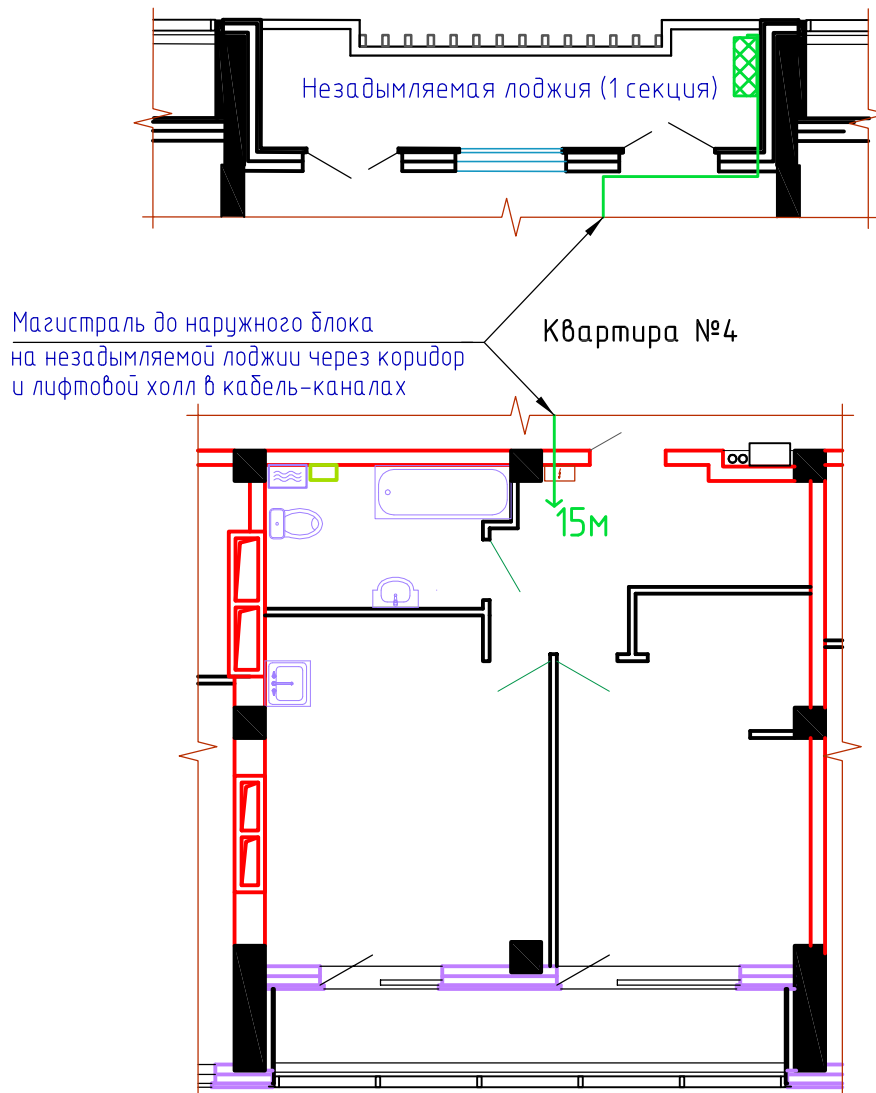 Незадымляемая лоджия (1 секция)
Магистраль до наружного блока
на незадымляемой лоджии через коридор
и лифтовой холл в кабель-каналах
Квартира №4
15м